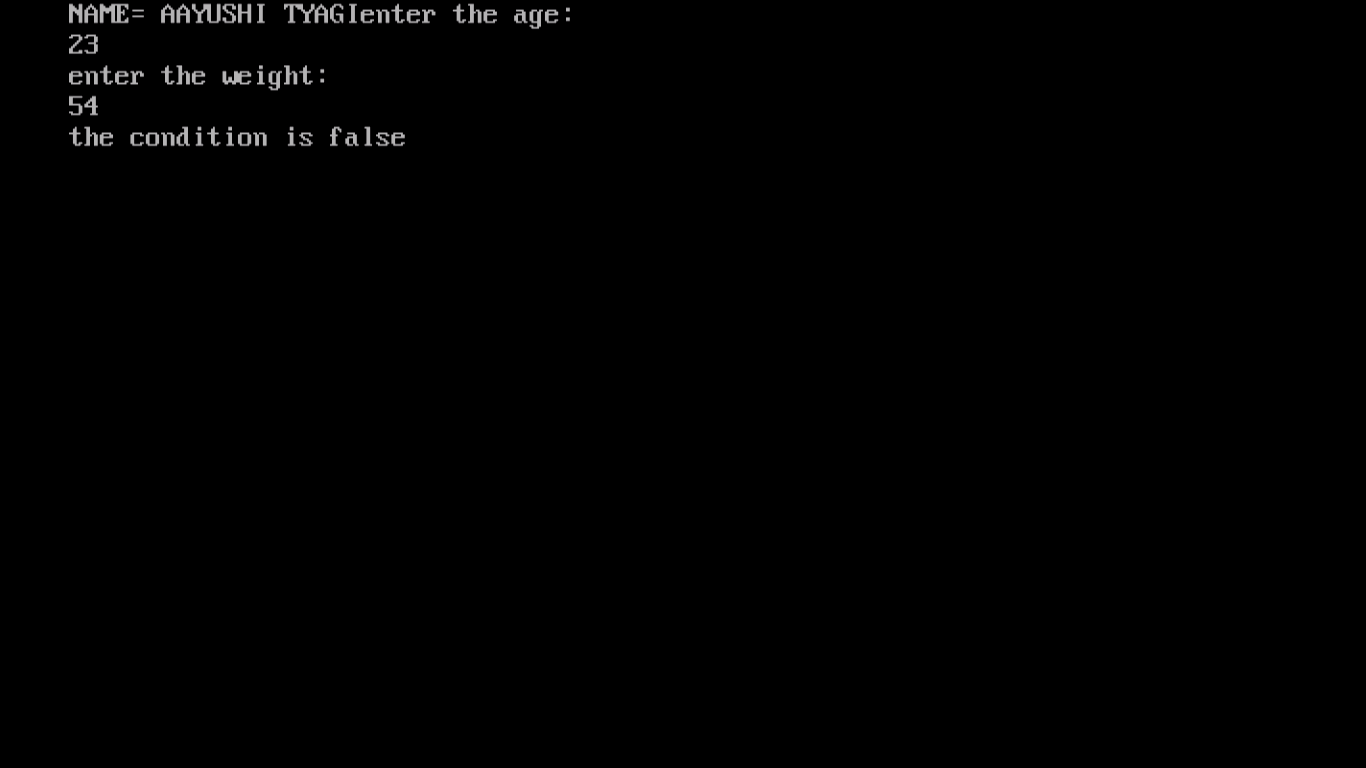 NAME= AAYUSHI TYAGIenter the age:
23
enter the weight:
54
the condition is false